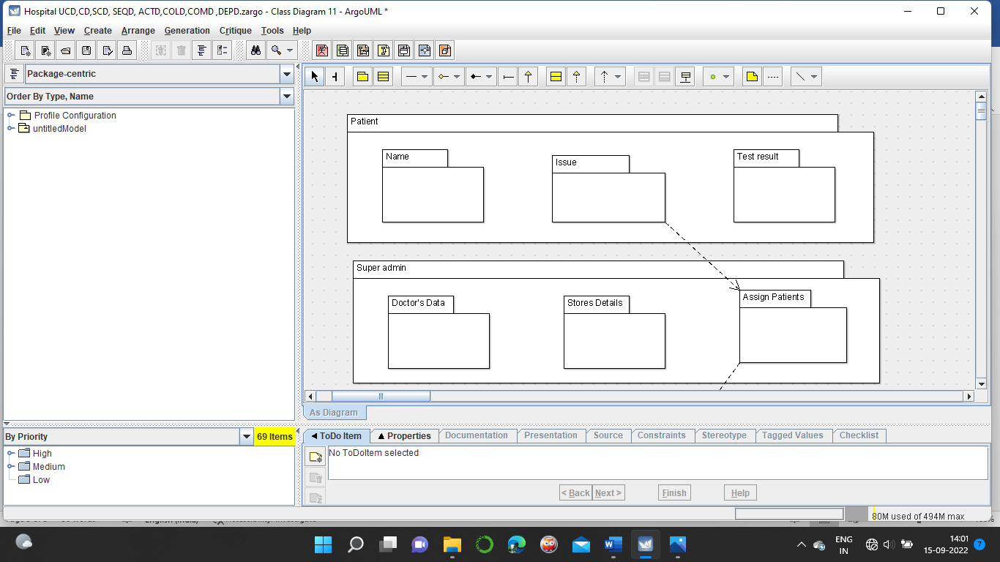 Hospital UCD,CD,SCD, SEQD, ACTD,COLD,COMD ,DEPD.zargo - Class Diagram 11 - ArgoUML *
File Edit View Create Arrange Generation Critique Tools Help
Package-centric
Order By Type, Name
Profile Configuration
untitledModel
Patient
Name
Issue
Test result
Super admin
Doctor's Data
Stores Details
Assign Patients
As Diagram
By Priority
69 Items
High
Medium
Low
ToDo Item
Properties
Documentation
Presentation
Source
Constraints
Stereotype
Tagged Values
Checklist
No ToDoItem selected
< Back Next > Finish Help
80M used of 494M max
ENG
IN
14:01
15-09-2022
7